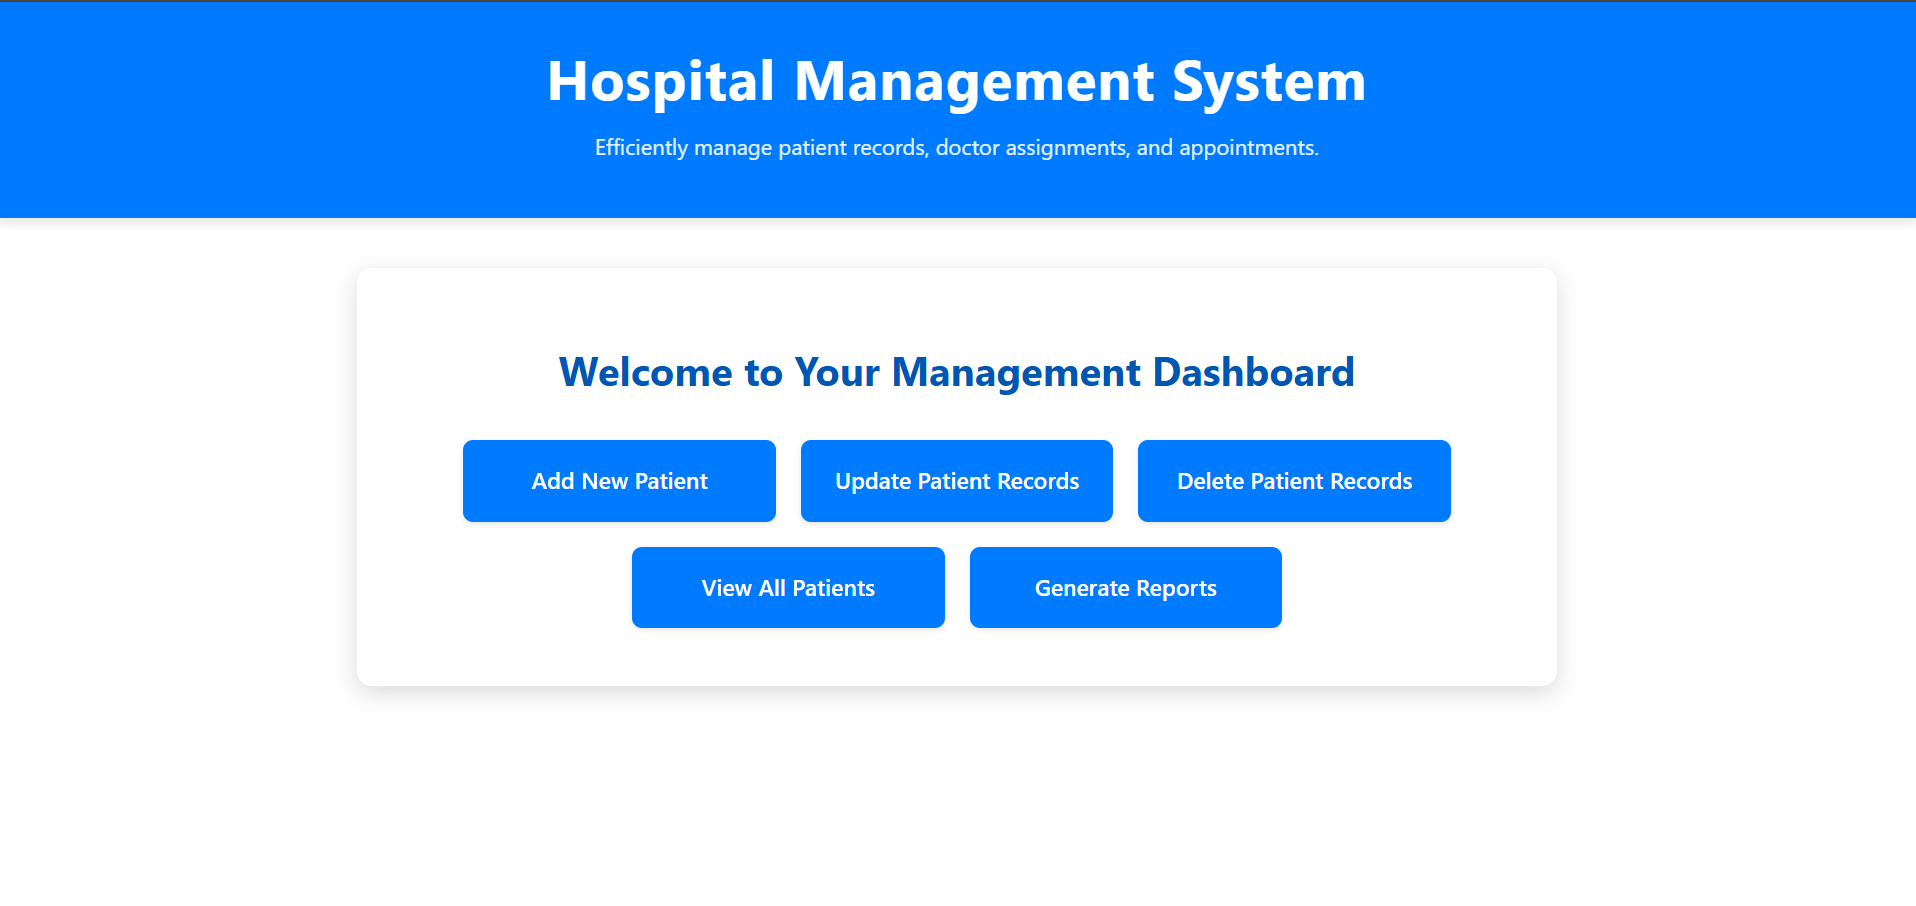 Hospital Management System
Efficiently manage patient records, doctor assignments, and appointments.
Welcome to Your Management Dashboard
Add New Patient
Update Patient Records
Delete Patient Records
View All Patients
Generate Reports